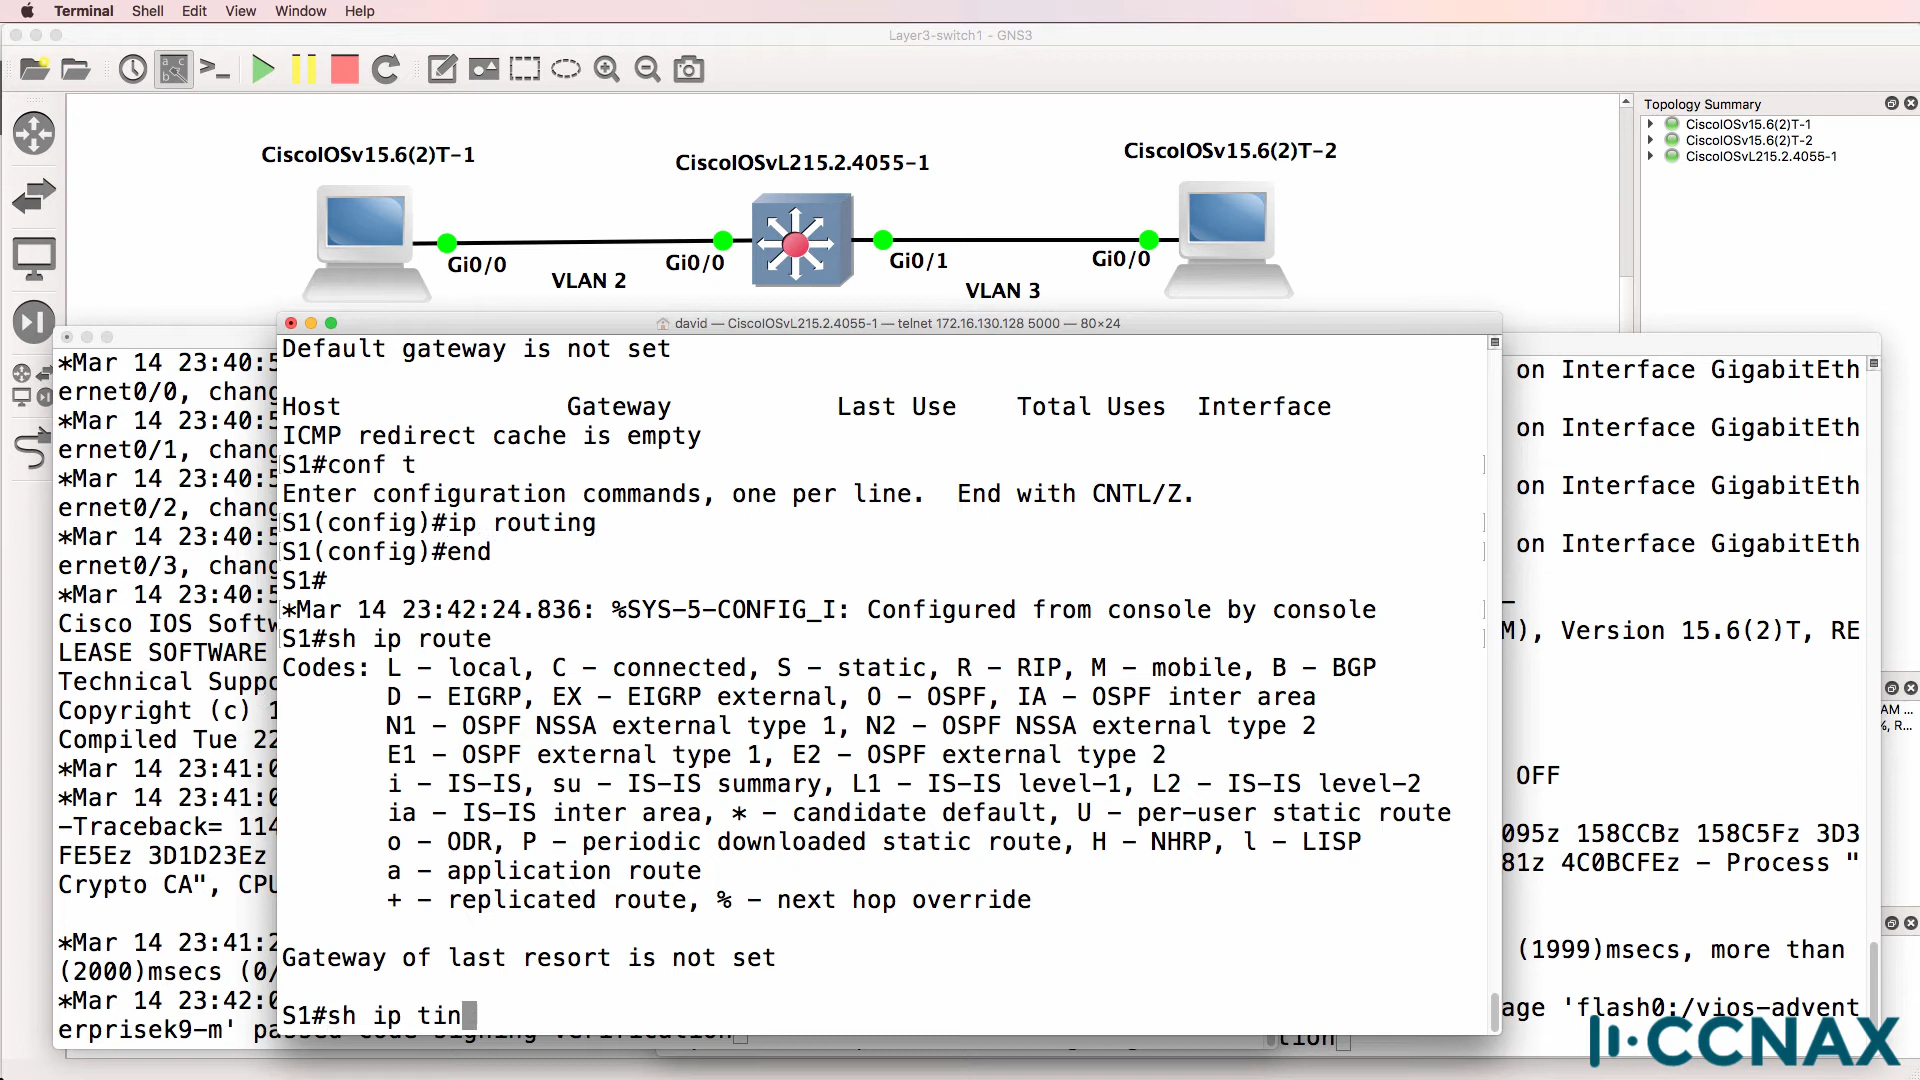 Terminal Shell Edit View Window Help
Layer3-switch1 - GNS3
Topology Summary
CiscoIOSv15.6(2)T-1
CiscoIOSv15.6(2)T-2
CiscoIOSvL215.2.4055-1
CiscoIOSv15.6(2)T-1
CiscoIOSvL215.2.4055-1
CiscoIOSv15.6(2)T-2
Gi0/0
VLAN 2
Gi0/0
Gi0/1
VLAN 3
Gi0/0
david — CiscoIOSvL215.2.4055-1 — telnet 172.16.130.128 5000 — 80×24
Default gateway is not set
Host Gateway Last Use Total Uses Interface
ICMP redirect cache is empty
S1#conf t
Enter configuration commands, one per line. End with CNTL/Z.
S1(config)#ip routing
S1(config)#end
S1#
*Mar 14 23:42:24.836: %SYS-5-CONFIG_I: Configured from console by console
S1#sh ip route
Codes: L - local, C - connected, S - static, R - RIP, M - mobile, B - BGP
D - EIGRP, EX - EIGRP external, O - OSPF, IA - OSPF inter area
N1 - OSPF NSSA external type 1, N2 - OSPF NSSA external type 2
E1 - OSPF external type 1, E2 - OSPF external type 2
i - IS-IS, su - IS-IS summary, L1 - IS-IS level-1, L2 - IS-IS level-2
ia - IS-IS inter area, * - candidate default, U - per-user static route
o - ODR, P - periodic downloaded static route, H - NHRP, l - LISP
a - application route
+ - replicated route, % - next hop override
Gateway of last resort is not set
S1#sh ip tin
*Mar 14 23:40:5
ernet0/0, chang
*Mar 14 23:40:5
ernet0/1, chang
*Mar 14 23:40:5
ernet0/2, chang
*Mar 14 23:40:5
ernet0/3, chang
*Mar 14 23:40:5
Cisco IOS Softw
LEASE SOFTWARE
Technical Suppo
Copyright (c) 1
Compiled Tue 22
*Mar 14 23:41:0
*Mar 14 23:41:0
-Traceback= 114
FE5Ez 3D1D23Ez
Crypto CA", CPU
*Mar 14 23:41:2
(2000)msecs (0/
*Mar 14 23:42:0
erprisek9-m' passed code signing verification
on Interface GigabitEth
on Interface GigabitEth
on Interface GigabitEth
on Interface GigabitEth
M), Version 15.6(2)T, RE
OFF
095z 158CCBz 158C5Fz 3D3
81z 4C0BCFEz - Process "
(1999)msecs, more than
age 'flash0:/vios-advent
tion
AM ...
%, R...
CCNAX